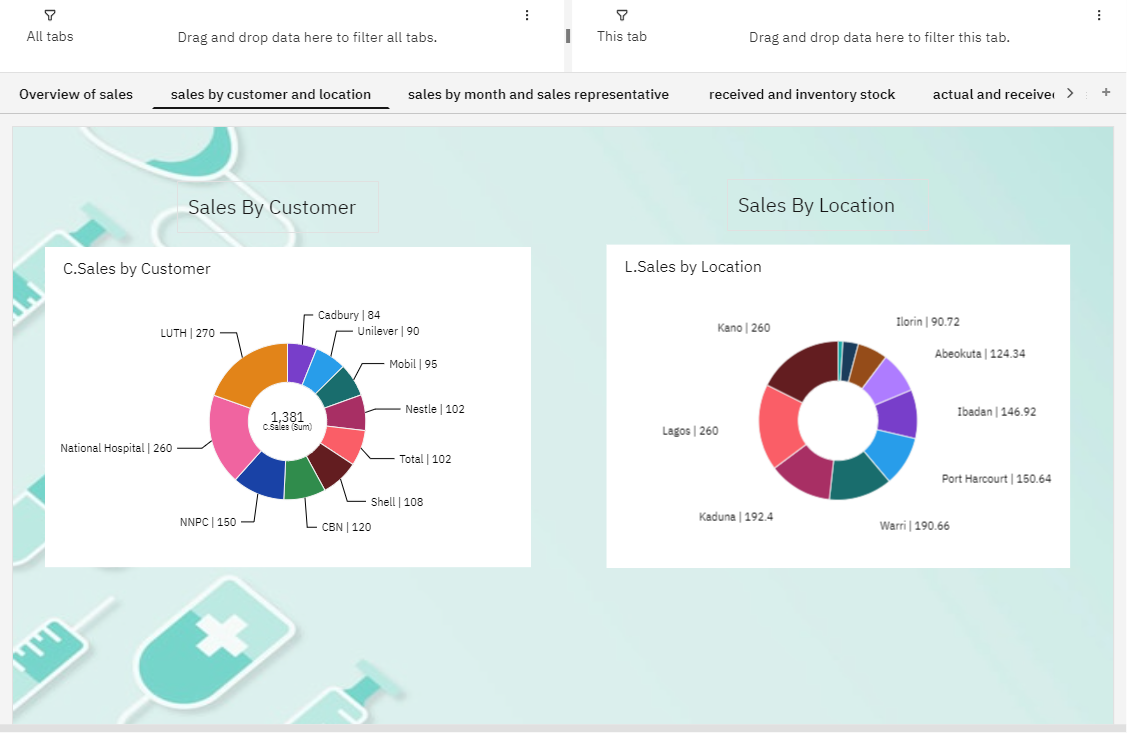 All tabs
Drag and drop data here to filter all tabs.
This tab
Drag and drop data here to filter this tab.
Overview of sales
sales by customer and location
sales by month and sales representative
received and inventory stock
actual and receive
Sales By Customer
C.Sales by Customer
Cadbury | 84
Unilever | 90
LUTH | 270
Mobil | 95
Nestle | 102
1,381
C.Sales (Sum)
National Hospital | 260
Total | 102
Shell | 108
NNPC | 150
CBN | 120
Sales By Location
L.Sales by Location
Ilorin | 90.72
Kano | 260
Abeokuta | 124.34
Ibadan | 146.92
Lagos | 260
Port Harcourt | 150.64
Kaduna | 192.4
Warri | 190.66